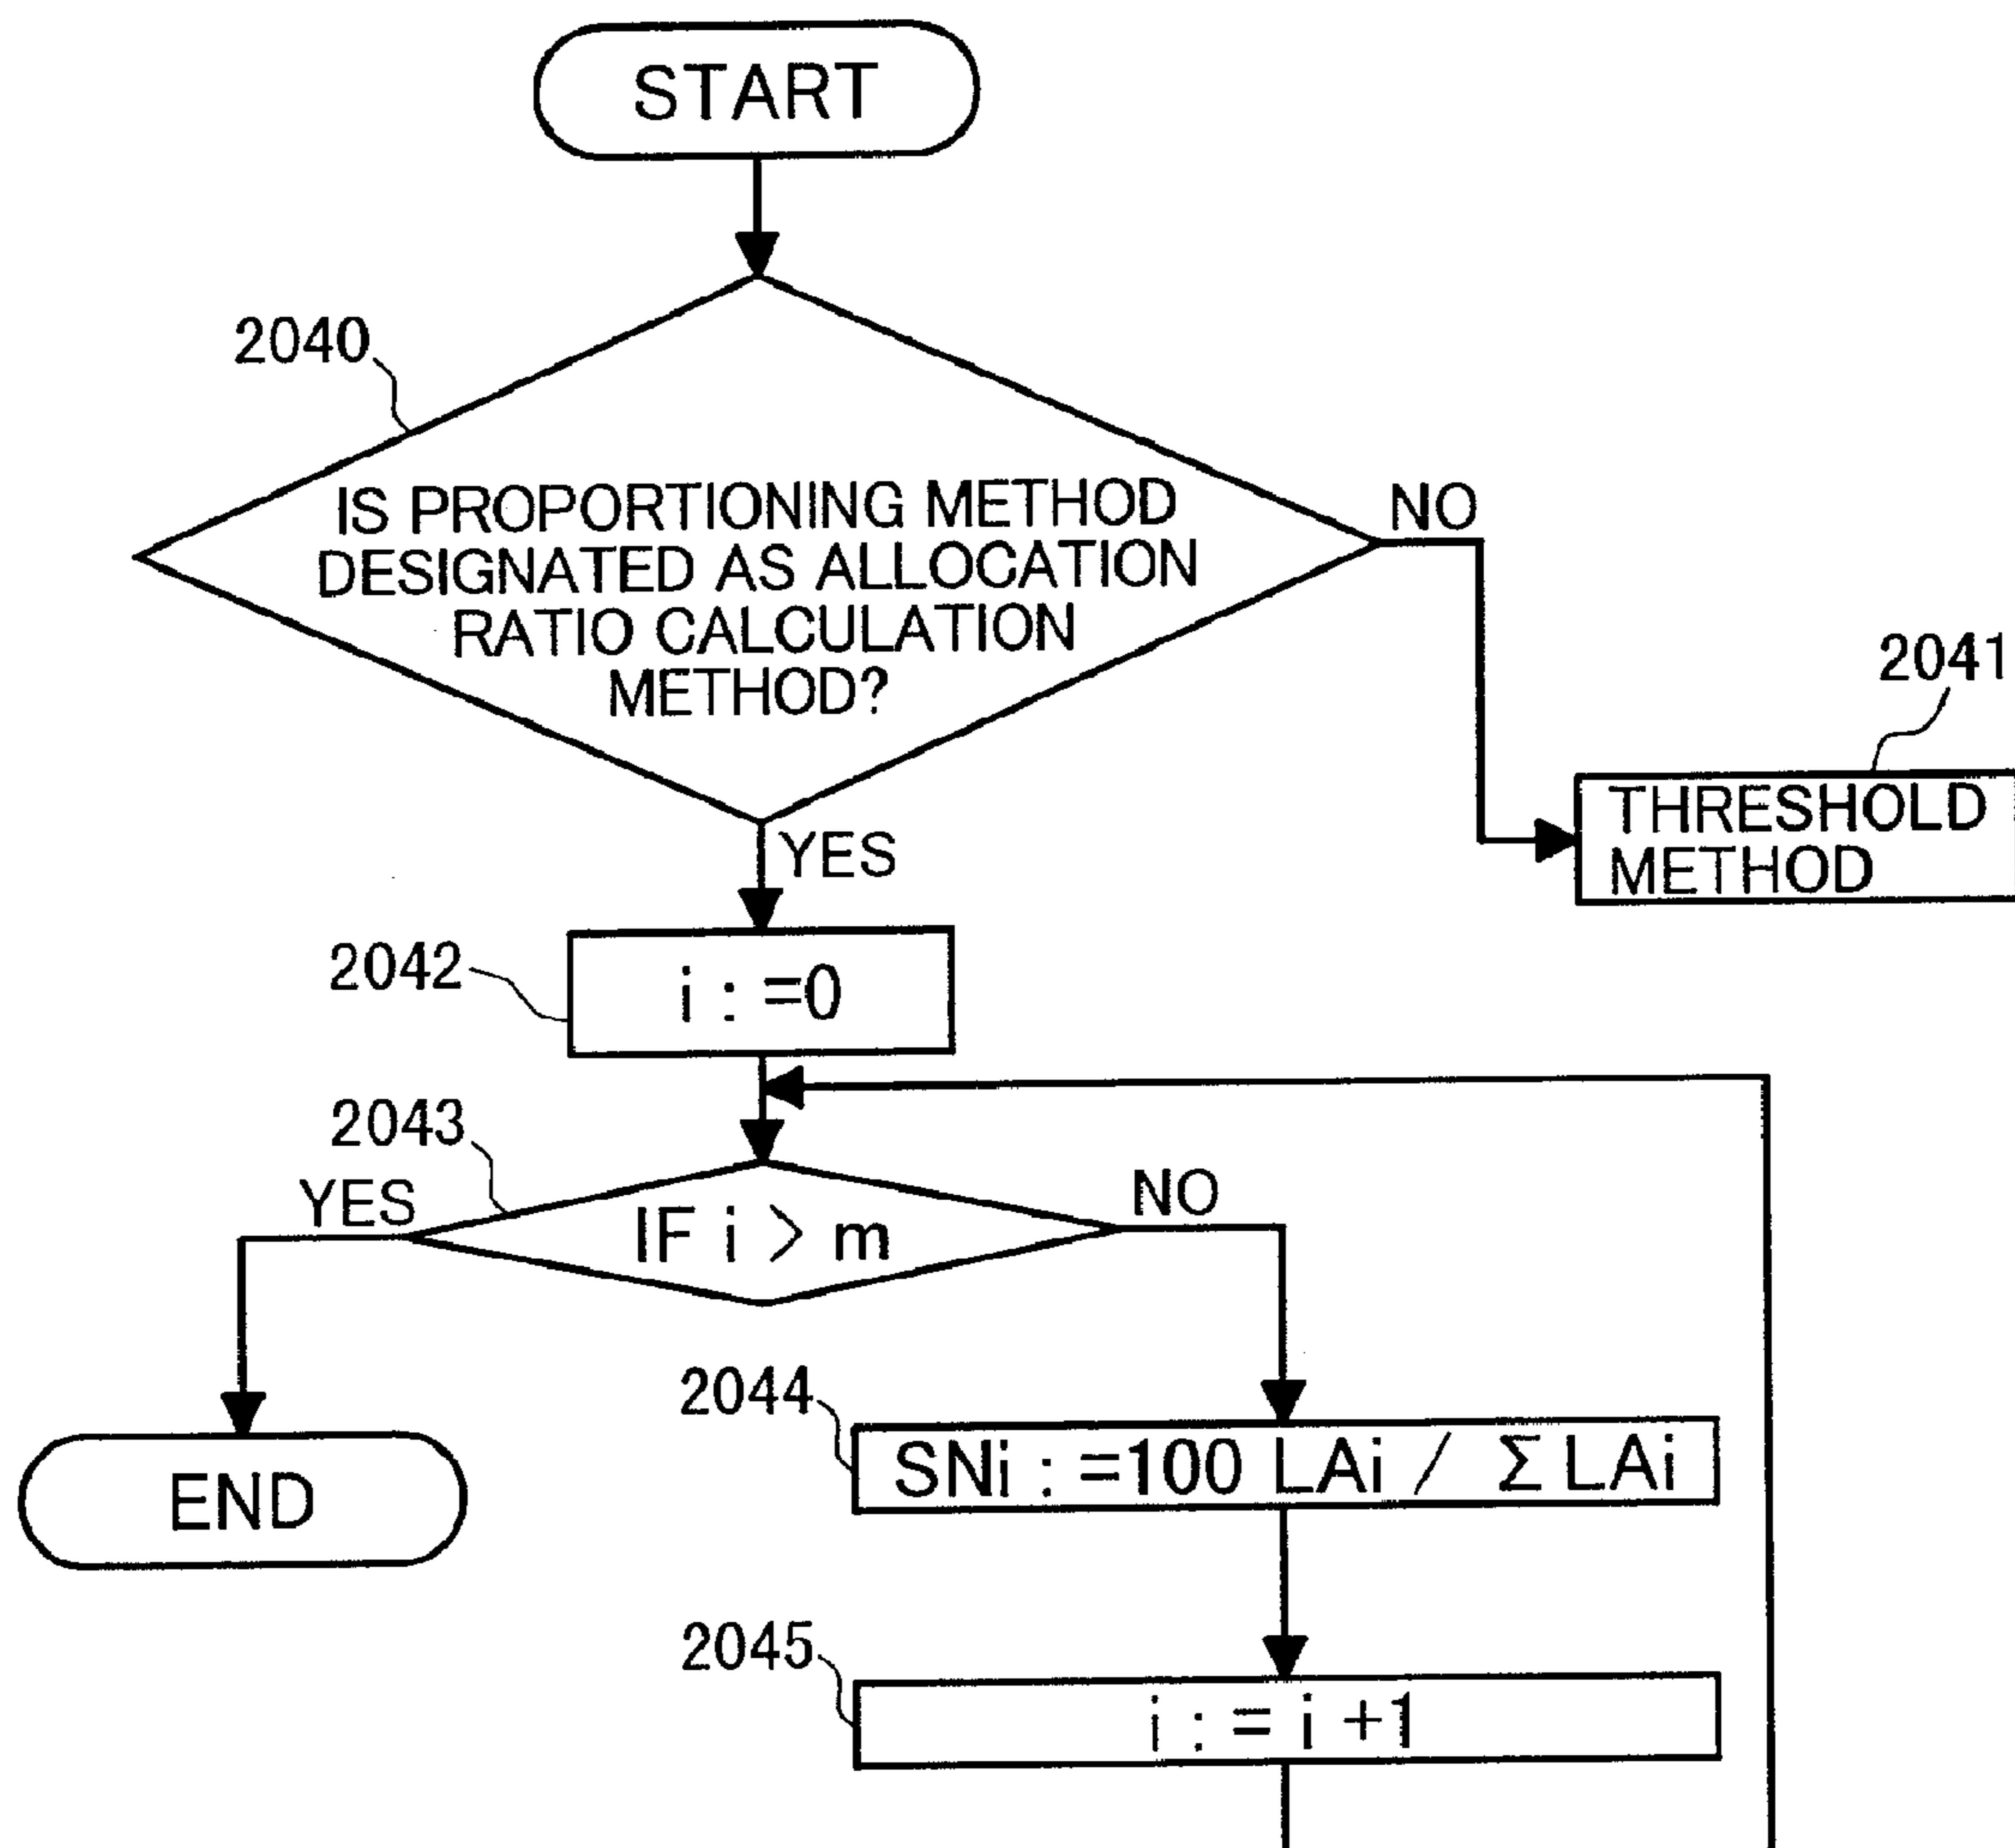 START
2040
IS PROPORTIONING METHOD
DESIGNATED AS ALLOCATION
RATIO CALCULATION
METHOD?
NO
2041
THRESHOLD
METHOD
YES
2042
i : =0
2043
YES
IF i > m
NO
2044
SNi : =100 LAi / Σ LAi
END
2045
i : = i +1